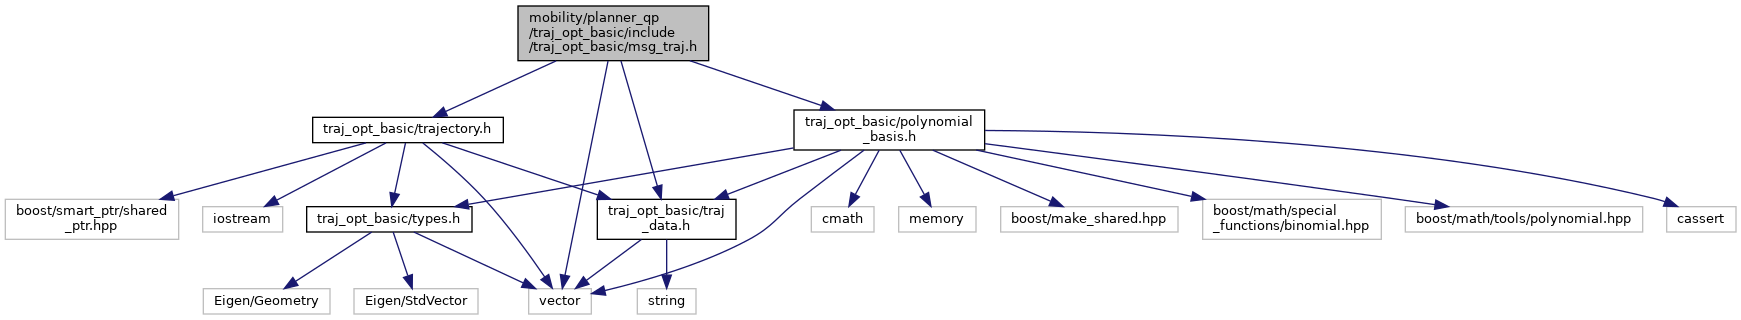 mobility/planner_qp
/traj_opt_basic/include
/traj_opt_basic/msg_traj.h
traj_opt_basic/trajectory.h
traj_opt_basic/polynomial
_basis.h
boost/smart_ptr/shared
_ptr.hpp
iostream
traj_opt_basic/types.h
traj_opt_basic/traj
_data.h
cmath
memory
boost/make_shared.hpp
boost/math/special
_functions/binomial.hpp
boost/math/tools/polynomial.hpp
cassert
Eigen/Geometry
Eigen/StdVector
vector
string